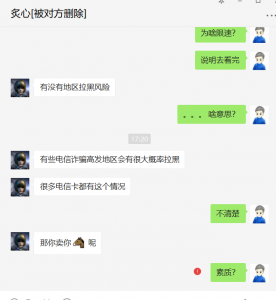 炙心[被对方删除]
为啥限速?
说明去看完
有没有地区拉黑风险
。。。啥意思?
17:20
有些电信诈骗高发地区会有很大概率拉黑
很多电信卡都有这个情况
不清楚
那你卖你🐴呢
素质?